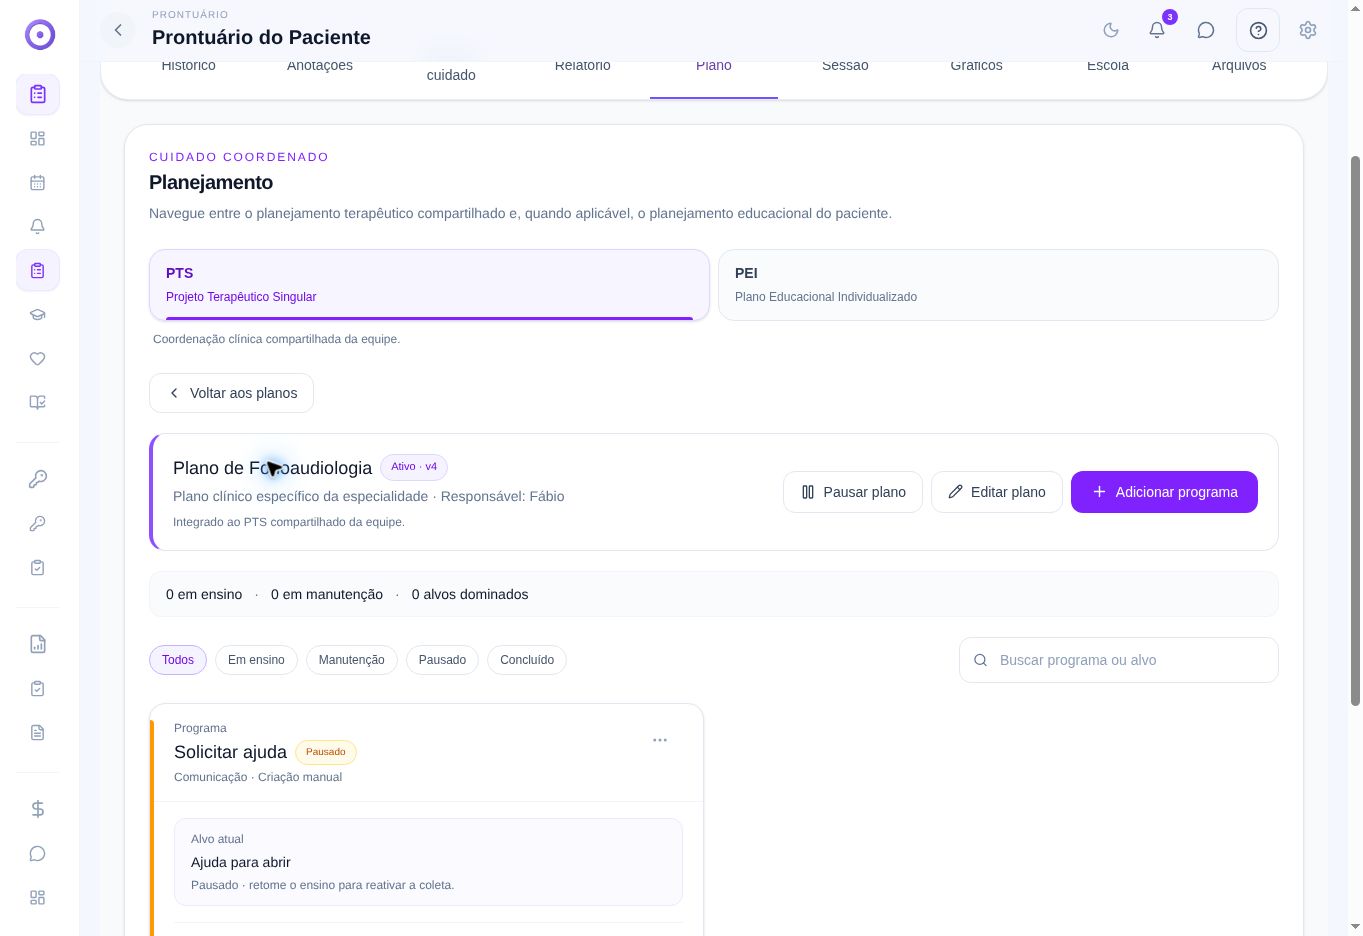 PRONTUÁRIO
Prontuário do Paciente
3
Histórico
Anotações
cuidado
Relatório
Plano
Sessão
Gráficos
Escola
Arquivos
CUIDADO COORDENADO
Planejamento
Navegue entre o planejamento terapêutico compartilhado e, quando aplicável, o planejamento educacional do paciente.
PTS
Projeto Terapêutico Singular
PEI
Plano Educacional Individualizado
Coordenação clínica compartilhada da equipe.
Voltar aos planos
Plano de Fonoaudiologia
Ativo · v4
Plano clínico específico da especialidade · Responsável: Fábio
Integrado ao PTS compartilhado da equipe.
Pausar plano
Editar plano
Adicionar programa
0 em ensino · 0 em manutenção · 0 alvos dominados
Todos
Em ensino
Manutenção
Pausado
Concluído
Buscar programa ou alvo
Programa
Solicitar ajuda
Pausado
Comunicação · Criação manual
Alvo atual
Ajuda para abrir
Pausado · retome o ensino para reativar a coleta.